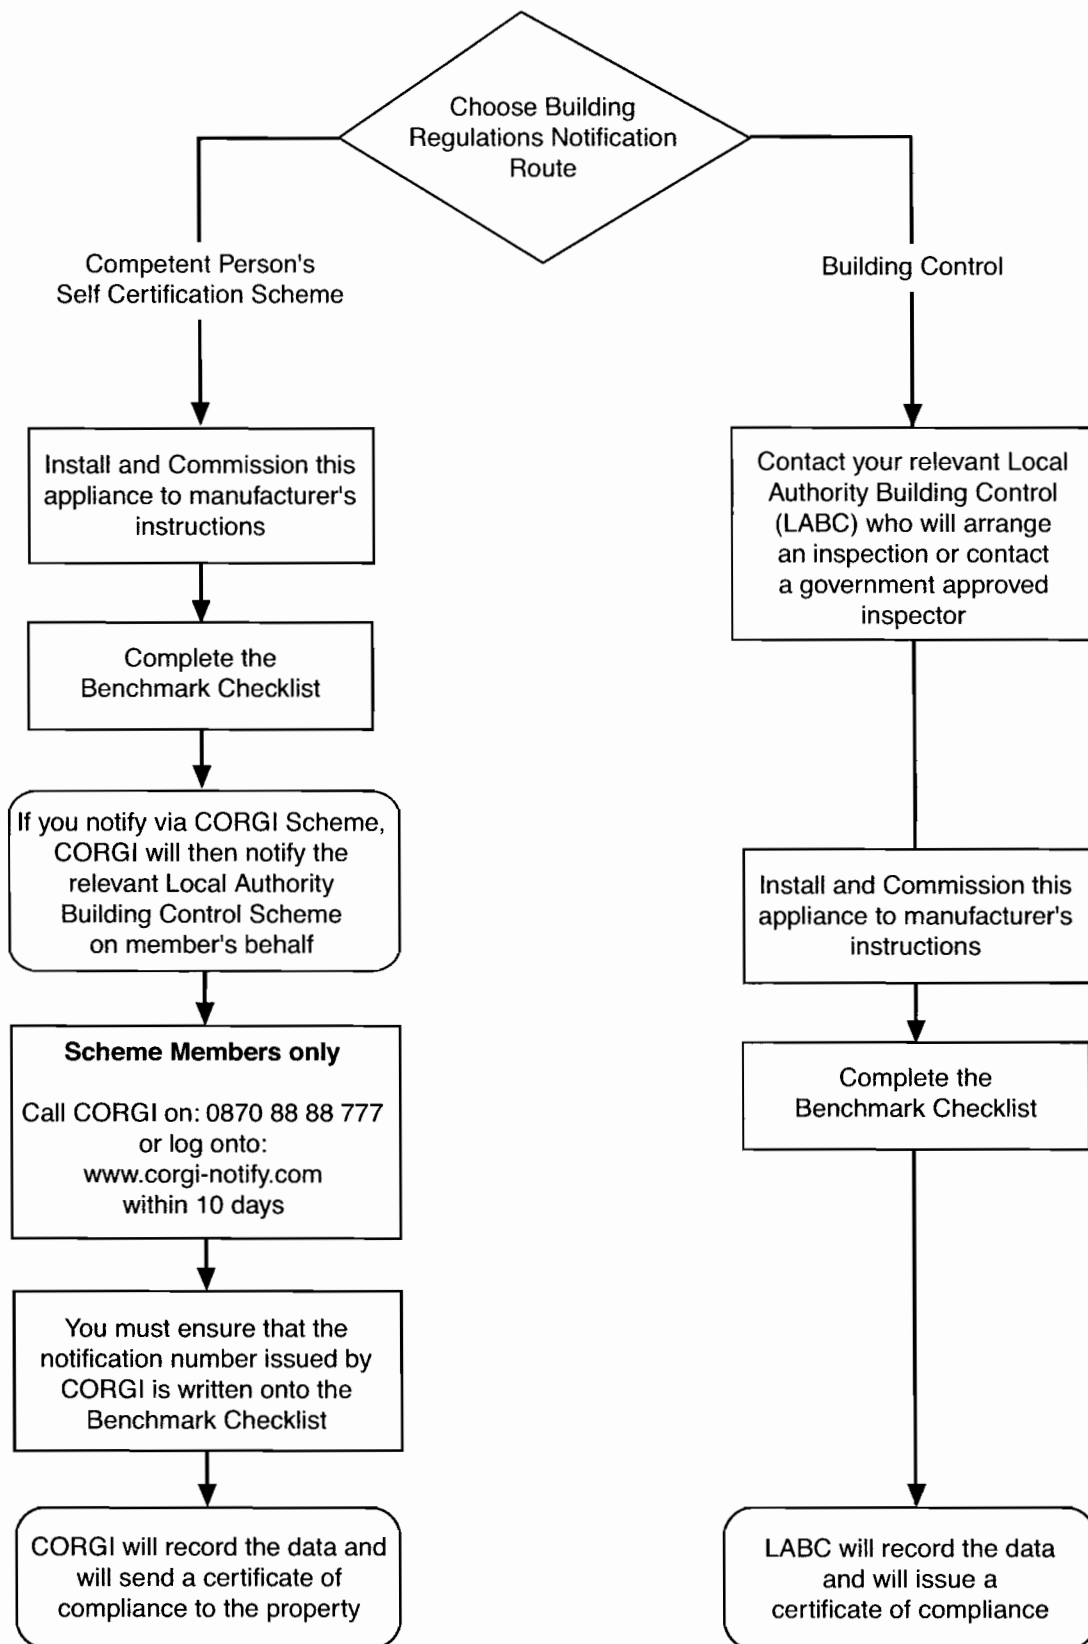 Choose Building
Regulations Notification
Route
Competent Person's
Self Certification Scheme
Building Control
Install and Commission this
appliance to manufacturer's
instructions
Complete the
Benchmark Checklist
If you notify via CORGI Scheme,
CORGI will then notify the
relevant Local Authority
Building Control Scheme
on member's behalf
Scheme Members only
Call CORGI on: 0870 88 88 777
or log onto:
www.corgi-notify.com
within 10 days
You must ensure that the
notification number issued by
CORGI is written onto the
Benchmark Checklist
CORGI will record the data and
will send a certificate of
compliance to the property
Contact your relevant Local
Authority Building Control
(LABC) who will arrange
an inspection or contact
a government approved
inspector
Install and Commission this
appliance to manufacturer's
instructions
Complete the
Benchmark Checklist
LABC will record the data
and will issue a
certificate of compliance